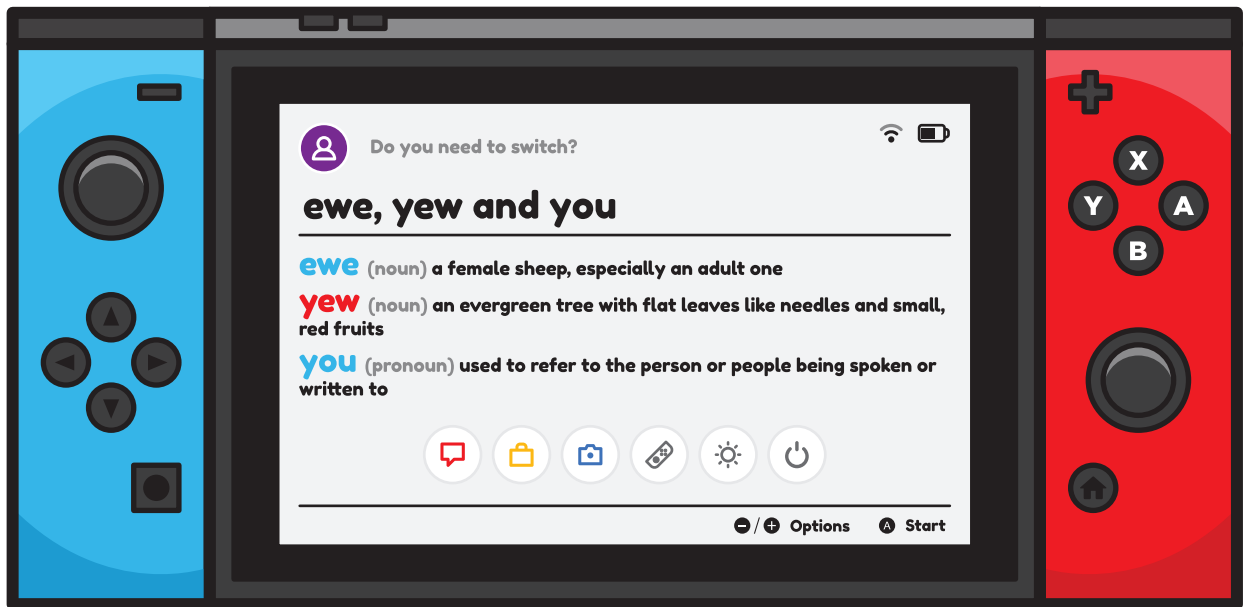 Do you need to switch?
ewe, yew and you
ewe (noun) a female sheep, especially an adult one
yew (noun) an evergreen tree with flat leaves like needles and small,
red fruits
you (pronoun) used to refer to the person or people being spoken or
written to
/ Options A Start
X
Y A
B